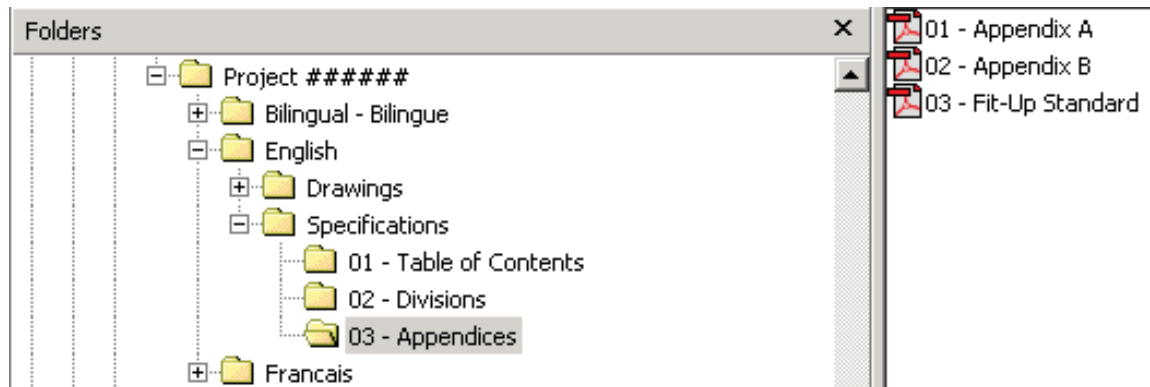 Folders
Project ######
Bilingual - Bilingue
English
Drawings
Specifications
01 - Table of Contents
02 - Divisions
03 - Appendices
Francais
01 - Appendix A
02 - Appendix B
03 - Fit-Up Standard